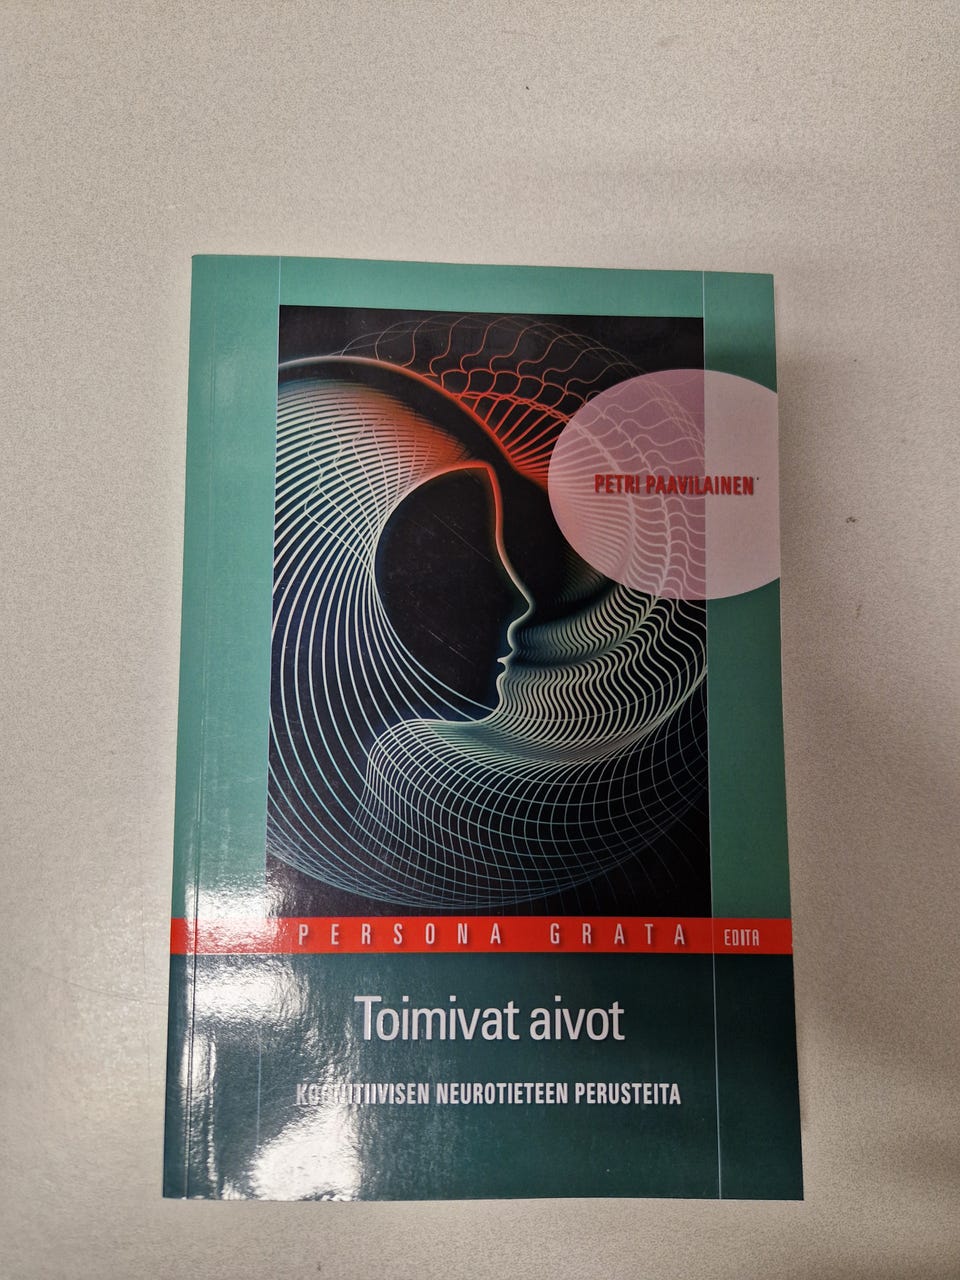 PETRI PAAVILAINEN
PERSONA GRATA EDITA
Toimivat aivot
KOGNITIIVISEN NEUROTIETEEN PERUSTEITA